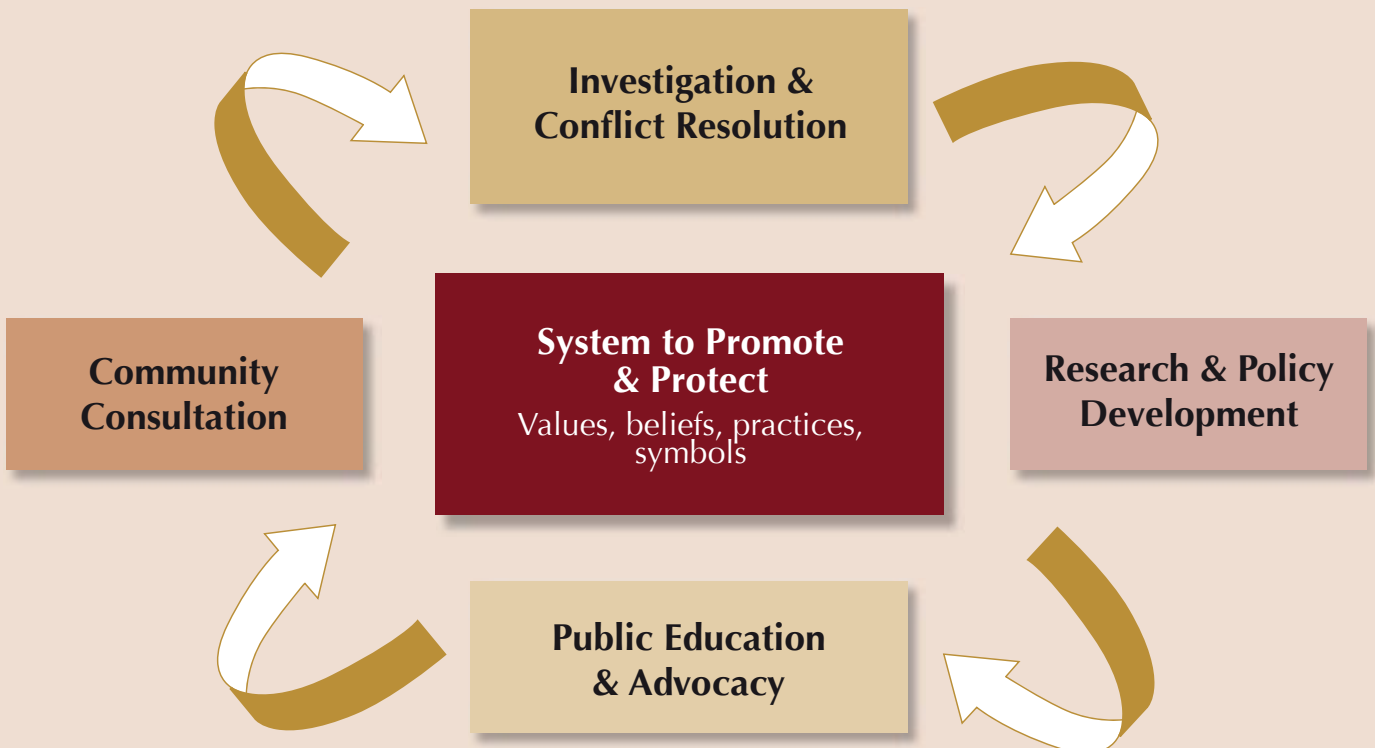 Investigation &
Conflict Resolution
Community
Consultation
System to Promote
& Protect
Values, beliefs, practices,
symbols
Research & Policy
Development
Public Education
& Advocacy